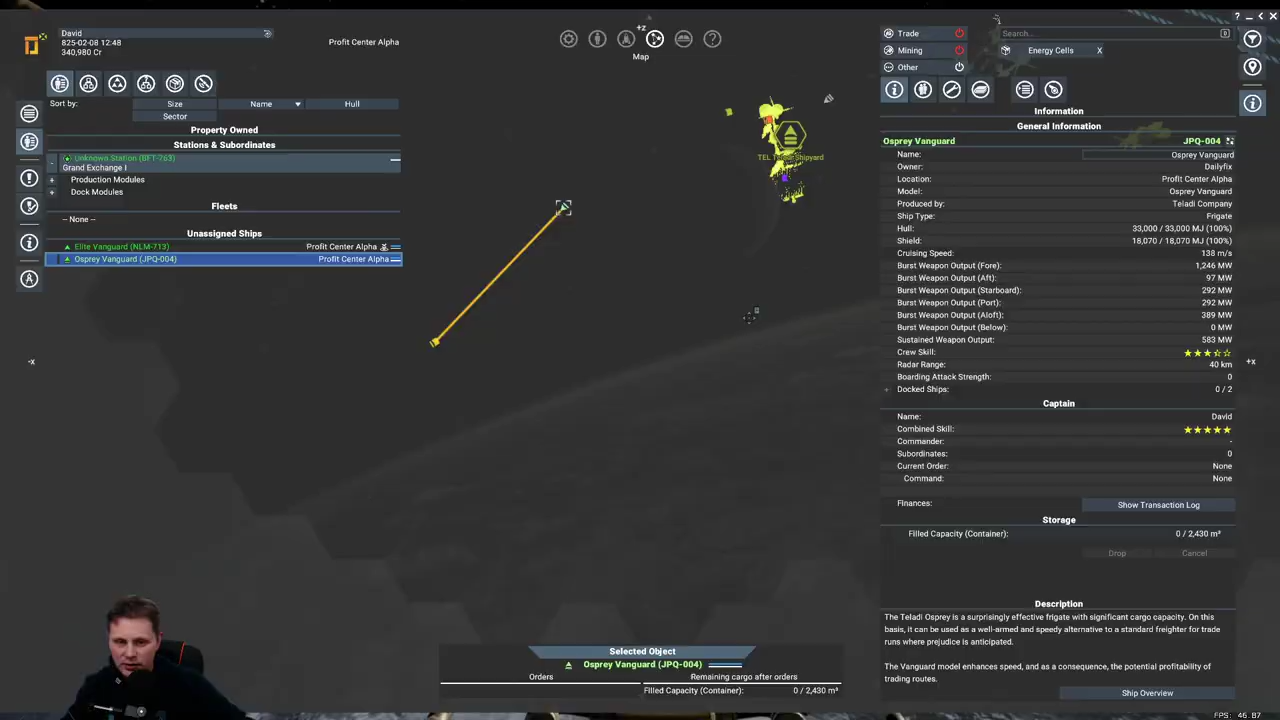 David
825-02-08 12:48
340,980 Cr
Profit Center Alpha
+z
Map
? _ X
Trade
Mining
Other
Search...
Energy Cells X
Sort by:
Size
Name
Hull
Sector
Property Owned
Stations & Subordinates
- Unknown Station (BFT-763)
Grand Exchange I
+ Production Modules
+ Dock Modules
Fleets
-- None --
Unassigned Ships
Elite Vanguard (NLM-713) Profit Center Alpha
Osprey Vanguard (JPQ-004) Profit Center Alpha
TEL Teladi Shipyard
-x
+x
Information
General Information
Osprey Vanguard JPQ-004
Name: Osprey Vanguard
Owner: Dailyfix
Location: Profit Center Alpha
Model: Osprey Vanguard
Produced by: Teladi Company
Ship Type: Frigate
Hull: 33,000 / 33,000 MJ (100%)
Shield: 18,070 / 18,070 MJ (100%)
Cruising Speed: 138 m/s
Burst Weapon Output (Fore): 1,246 MW
Burst Weapon Output (Aft): 97 MW
Burst Weapon Output (Starboard): 292 MW
Burst Weapon Output (Port): 292 MW
Burst Weapon Output (Aloft): 389 MW
Burst Weapon Output (Below): 0 MW
Sustained Weapon Output: 583 MW
Crew Skill: ★★★☆☆
Radar Range: 40 km
Boarding Attack Strength: 0
+ Docked Ships: 0 / 2
Captain
Name: David
Combined Skill: ★★★★★
Commander: -
Subordinates: 0
Current Order: None
Command: None
Finances: Show Transaction Log
Storage
Filled Capacity (Container): 0 / 2,430 m³
Drop Cancel
Description
The Teladi Osprey is a surprisingly effective frigate with significant cargo capacity. On this
basis, it can be used as a well-armed and speedy alternative to a standard freighter for trade
runs where prejudice is anticipated.
The Vanguard model enhances speed, and as a consequence, the potential profitability of
trading routes.
Ship Overview
Selected Object
Osprey Vanguard (JPQ-004)
Orders Remaining cargo after orders
Filled Capacity (Container): 0 / 2,430 m³
FPS: 46.87